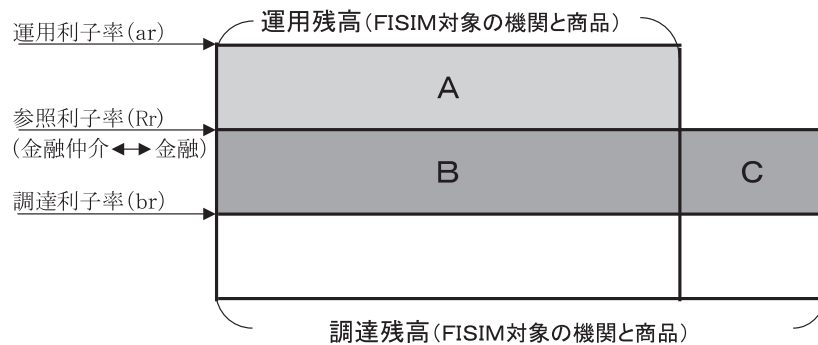 運用残高(FISIM対象の機関と商品)
運用利子率(ar)
A
参照利子率(Rr)
(金融仲介↔金融)
B
C
調達利子率(br)
調達残高(FISIM対象の機関と商品)